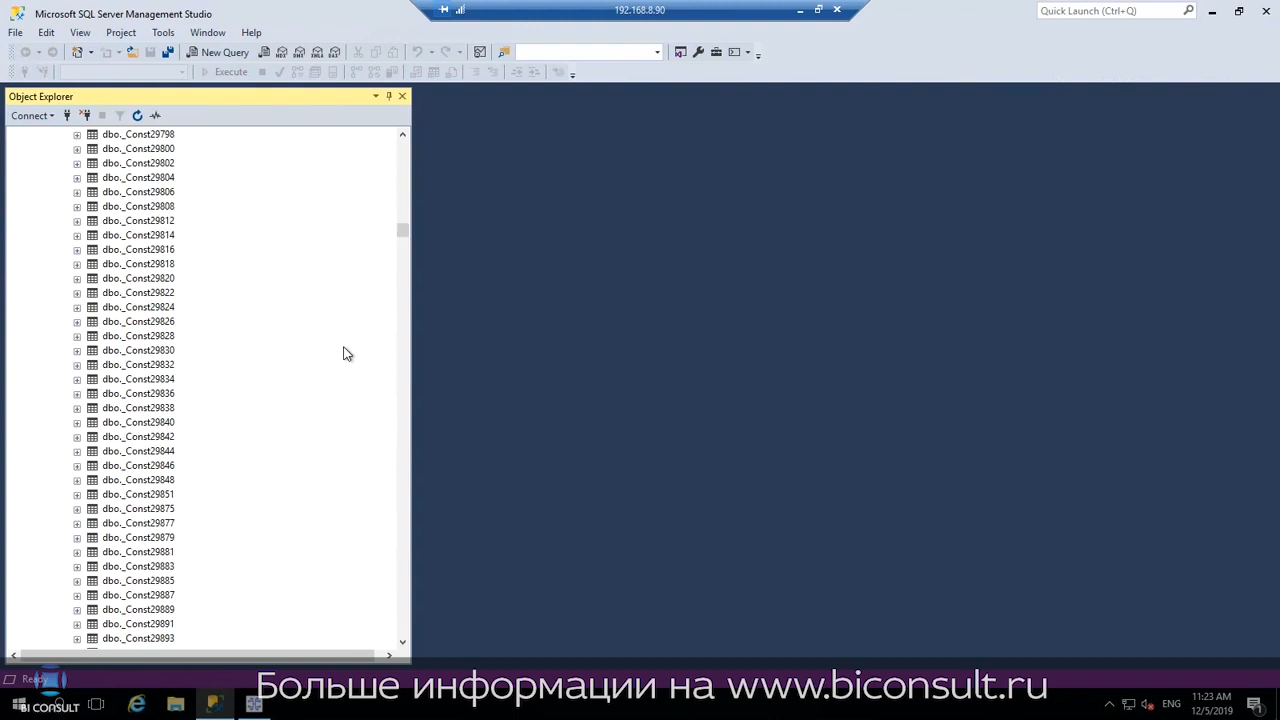 Microsoft SQL Server Management Studio
192.168.8.90
Quick Launch (Ctrl+Q)
File Edit View Project Tools Window Help
New Query
Execute
Object Explorer
Connect
dbo._Const29798
dbo._Const29800
dbo._Const29802
dbo._Const29804
dbo._Const29806
dbo._Const29808
dbo._Const29812
dbo._Const29814
dbo._Const29816
dbo._Const29818
dbo._Const29820
dbo._Const29822
dbo._Const29824
dbo._Const29826
dbo._Const29828
dbo._Const29830
dbo._Const29832
dbo._Const29834
dbo._Const29836
dbo._Const29838
dbo._Const29840
dbo._Const29842
dbo._Const29844
dbo._Const29846
dbo._Const29848
dbo._Const29851
dbo._Const29875
dbo._Const29877
dbo._Const29879
dbo._Const29881
dbo._Const29883
dbo._Const29885
dbo._Const29887
dbo._Const29889
dbo._Const29891
dbo._Const29893
Ready
Больше информации на www.biconsult.ru
BI CONSULT
ENG
11:23 AM
12/5/2019